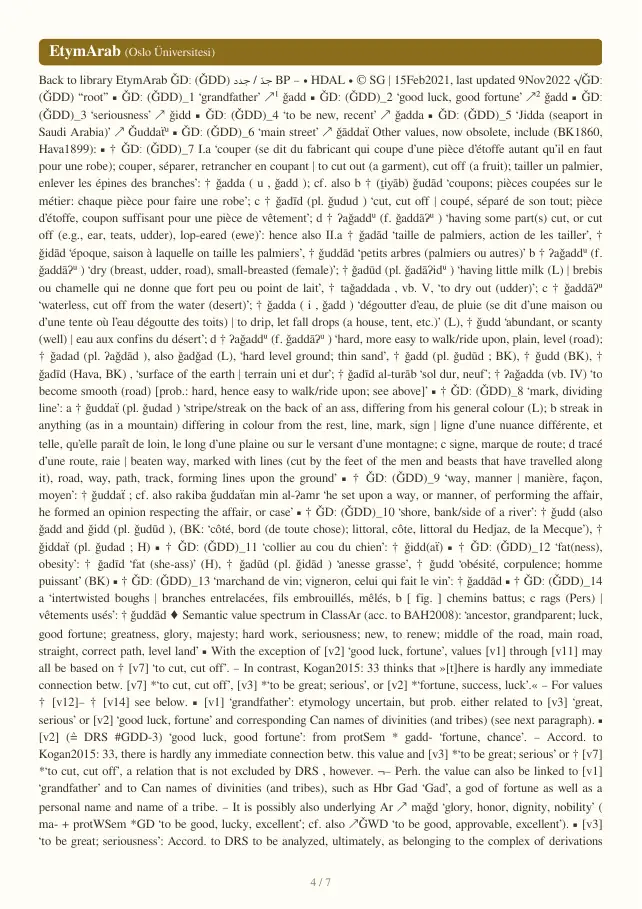 EtymArab (Oslo Üniversitesi)
Back to library EtymArab ǦD: (ǦDD) جدد / جدّ BP – • HDAL • © SG | 15Feb2021, last updated 9Nov2022 √ǦD:
(ǦDD) “root” ▪ ǦD: (ǦDD)_1 ‘grandfather’ ↗¹ ǧadd ▪ ǦD: (ǦDD)_2 ‘good luck, good fortune’ ↗² ǧadd ▪ ǦD:
(ǦDD)_3 ‘seriousness’ ↗ ǧidd ▪ ǦD: (ǦDD)_4 ‘to be new, recent’ ↗ ǧadda ▪ ǦD: (ǦDD)_5 ‘Jidda (seaport in
Saudi Arabia)’ ↗ Ǧuddaẗᵘ ▪ ǦD: (ǦDD)_6 ‘main street’ ↗ ǧāddaẗ Other values, now obsolete, include (BK1860,
Hava1899): ▪ † ǦD: (ǦDD)_7 I.a ‘couper (se dit du fabricant qui coupe d’une pièce d’étoffe autant qu’il en faut
pour une robe); couper, séparer, retrancher en coupant | to cut out (a garment), cut off (a fruit); tailler un palmier,
enlever les épines des branches’: † ǧadda ( u , ǧadd ); cf. also b † (ṯiyāb) ǧudād ‘coupons; pièces coupées sur le
métier: chaque pièce pour faire une robe’; c † ǧadīd (pl. ǧudud ) ‘cut, cut off | coupé, séparé de son tout; pièce
d’étoffe, coupon suffisant pour une pièce de vêtement’; d † ʔaǧaddᵘ (f. ǧaddāʔᵘ ) ‘having some part(s) cut, or cut
off (e.g., ear, teats, udder), lop-eared (ewe)’: hence also II.a † ǧadād ‘taille de palmiers, action de les tailler’, †
ǧidād ‘époque, saison à laquelle on taille les palmiers’, † ǧuddād ‘petits arbres (palmiers ou autres)’ b † ʔaǧaddᵘ (f.
ǧaddāʔᵘ ) ‘dry (breast, udder, road), small-breasted (female)’; † ǧadūd (pl. ǧadāʔidᵘ ) ‘having little milk (L) | brebis
ou chamelle qui ne donne que fort peu ou point de lait’, † taǧaddada , vb. V, ‘to dry out (udder)’; c † ǧaddāʔᵘ
‘waterless, cut off from the water (desert)’; † ǧadda ( i , ǧadd ) ‘dégoutter d’eau, de pluie (se dit d’une maison ou
d’une tente où l’eau dégoutte des toits) | to drip, let fall drops (a house, tent, etc.)’ (L), † ǧudd ‘abundant, or scanty
(well) | eau aux confins du désert’; d † ʔaǧaddᵘ (f. ǧaddāʔᵘ ) ‘hard, more easy to walk/ride upon, plain, level (road);
† ǧadad (pl. ʔaǧdād ), also ǧadǧad (L), ‘hard level ground; thin sand’, † ǧadd (pl. ǧudūd ; BK), † ǧudd (BK), †
ǧadīd (Hava, BK) , ‘surface of the earth | terrain uni et dur’; † ǧadīd al-turāb ‘sol dur, neuf’; † ʔaǧadda (vb. IV) ‘to
become smooth (road) [prob.: hard, hence easy to walk/ride upon; see above]’ ▪ † ǦD: (ǦDD)_8 ‘mark, dividing
line’: a † ǧuddaẗ (pl. ǧudad ) ‘stripe/streak on the back of an ass, differing from his general colour (L); b streak in
anything (as in a mountain) differing in colour from the rest, line, mark, sign | ligne d’une nuance différente, et
telle, qu’elle paraît de loin, le long d’une plaine ou sur le versant d’une montagne; c signe, marque de route; d tracé
d’une route, raie | beaten way, marked with lines (cut by the feet of the men and beasts that have travelled along
it), road, way, path, track, forming lines upon the ground’ ▪ † ǦD: (ǦDD)_9 ‘way, manner | manière, façon,
moyen’: † ǧuddaẗ ; cf. also rakiba ǧuddaẗan min al-ʔamr ‘he set upon a way, or manner, of performing the affair,
he formed an opinion respecting the affair, or case’ ▪ † ǦD: (ǦDD)_10 ‘shore, bank/side of a river’: † ǧudd (also
ǧadd and ǧidd (pl. ǧudūd ), (BK: ‘côté, bord (de toute chose); littoral, côte, littoral du Hedjaz, de la Mecque’), †
ǧiddaẗ (pl. ǧudad ; H) ▪ † ǦD: (ǦDD)_11 ‘collier au cou du chien’: † ǧidd(aẗ) ▪ † ǦD: (ǦDD)_12 ‘fat(ness),
obesity’: † ǧadīd ‘fat (she-ass)’ (H), † ǧadūd (pl. ǧidād ) ‘anesse grasse’, † ǧudd ‘obésité, corpulence; homme
puissant’ (BK) ▪ † ǦD: (ǦDD)_13 ‘marchand de vin; vigneron, celui qui fait le vin’: † ǧaddād ▪ † ǦD: (ǦDD)_14
a ‘intertwisted boughs | branches entrelacées, fils embrouillés, mêlés, b [ fig. ] chemins battus; c rags (Pers) |
vêtements usés’: † ǧuddād ♦ Semantic value spectrum in ClassAr (acc. to BAH2008): ‘ancestor, grandparent; luck,
good fortune; greatness, glory, majesty; hard work, seriousness; new, to renew; middle of the road, main road,
straight, correct path, level land’ ▪ With the exception of [v2] ‘good luck, fortune’, values [v1] through [v11] may
all be based on † [v7] ‘to cut, cut off’. – In contrast, Kogan2015: 33 thinks that »[t]here is hardly any immediate
connection betw. [v7] *‘to cut, cut off’, [v3] *‘to be great; serious’, or [v2] *‘fortune, success, luck’.« – For values
† [v12]– † [v14] see below. ▪ [v1] ‘grandfather’: etymology uncertain, but prob. either related to [v3] ‘great,
serious’ or [v2] ‘good luck, fortune’ and corresponding Can names of divinities (and tribes) (see next paragraph). ▪
[v2] (≙ DRS #GDD-3) ‘good luck, good fortune’: from protSem * gadd- ‘fortune, chance’. – Accord. to
Kogan2015: 33, there is hardly any immediate connection betw. this value and [v3] *‘to be great; serious’ or † [v7]
*‘to cut, cut off’, a relation that is not excluded by DRS , however. ¬– Perh. the value can also be linked to [v1]
‘grandfather’ and to Can names of divinities (and tribes), such as Hbr Gad ‘Gad’, a god of fortune as well as a
personal name and name of a tribe. – It is possibly also underlying Ar ↗ maǧd ‘glory, honor, dignity, nobility’ (
ma- + protWSem *GD ‘to be good, lucky, excellent’; cf. also ↗ǦWD ‘to be good, approvable, excellent’). ▪ [v3]
‘to be great; seriousness’: Accord. to DRS to be analyzed, ultimately, as belonging to the complex of derivations
4 / 7